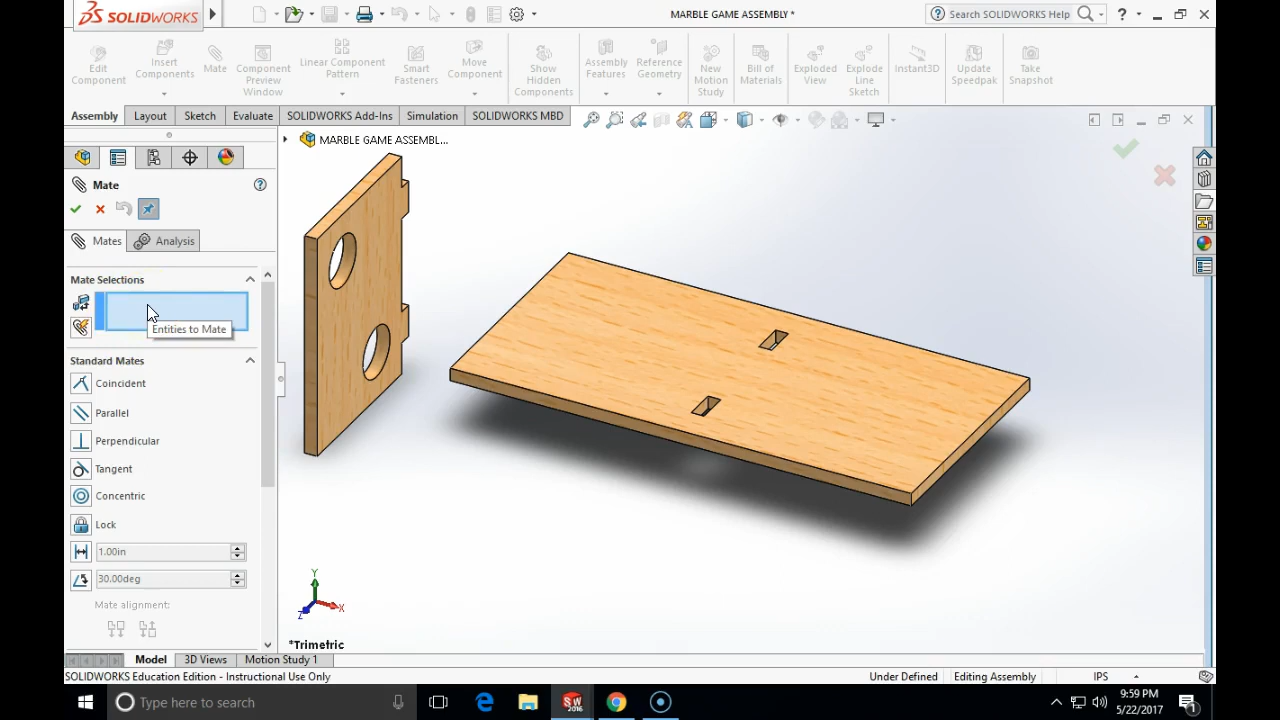 SOLIDWORKS
MARBLE GAME ASSEMBLY *
Search SOLIDWORKS Help
?
Edit Component
Insert Components
Mate
Component Preview Window
Linear Component Pattern
Smart Fasteners
Move Component
Show Hidden Components
Assembly Features
Reference Geometry
New Motion Study
Bill of Materials
Exploded View
Explode Line Sketch
Instant3D
Update Speedpak
Take Snapshot
Assembly
Layout
Sketch
Evaluate
SOLIDWORKS Add-Ins
Simulation
SOLIDWORKS MBD
MARBLE GAME ASSEMBL...
Mate
?
Mates
Analysis
Mate Selections
Entities to Mate
Standard Mates
Coincident
Parallel
Perpendicular
Tangent
Concentric
Lock
1.00in
30.00deg
Mate alignment:
Y
X
Z
*Trimetric
Model
3D Views
Motion Study 1
SOLIDWORKS Education Edition - Instructional Use Only
Under Defined
Editing Assembly
IPS
Type here to search
SW
2016
9:59 PM
5/22/2017
1